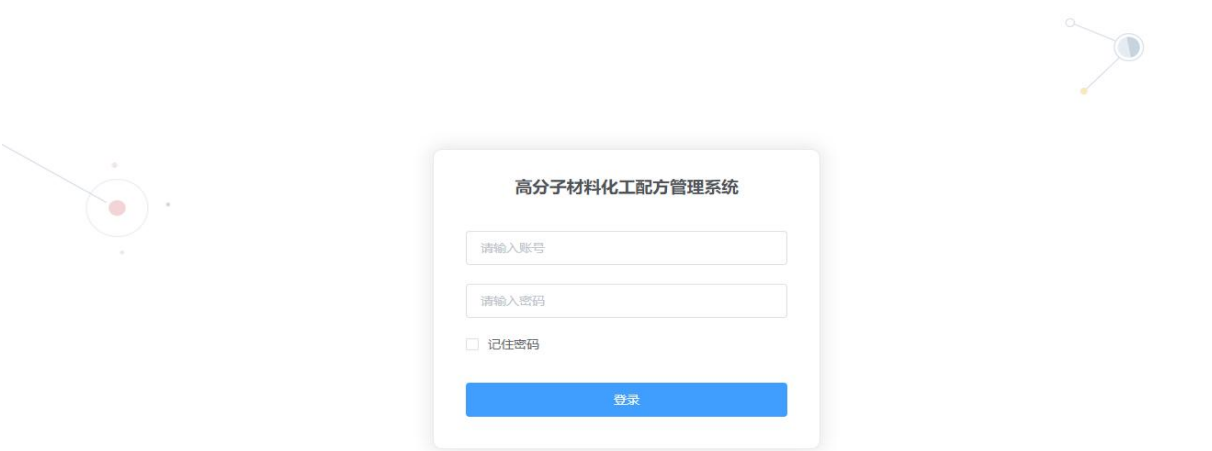 高分子材料化工配方管理系统
请输入账号
请输入密码
记住密码
登录